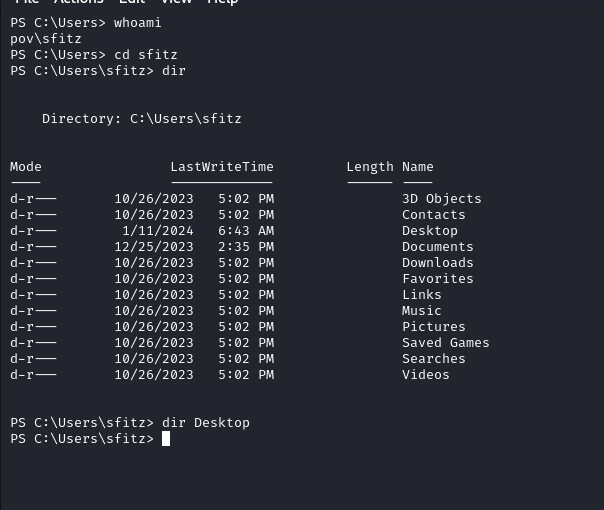 File Actions Edit View Help
PS C:\Users> whoami
pov\sfitz
PS C:\Users> cd sfitz
PS C:\Users\sfitz> dir
Directory: C:\Users\sfitz
Mode LastWriteTime Length Name
---- ------------- ------ ----
d-r--- 10/26/2023 5:02 PM 3D Objects
d-r--- 10/26/2023 5:02 PM Contacts
d-r--- 1/11/2024 6:43 AM Desktop
d-r--- 12/25/2023 2:35 PM Documents
d-r--- 10/26/2023 5:02 PM Downloads
d-r--- 10/26/2023 5:02 PM Favorites
d-r--- 10/26/2023 5:02 PM Links
d-r--- 10/26/2023 5:02 PM Music
d-r--- 10/26/2023 5:02 PM Pictures
d-r--- 10/26/2023 5:02 PM Saved Games
d-r--- 10/26/2023 5:02 PM Searches
d-r--- 10/26/2023 5:02 PM Videos
PS C:\Users\sfitz> dir Desktop
PS C:\Users\sfitz>